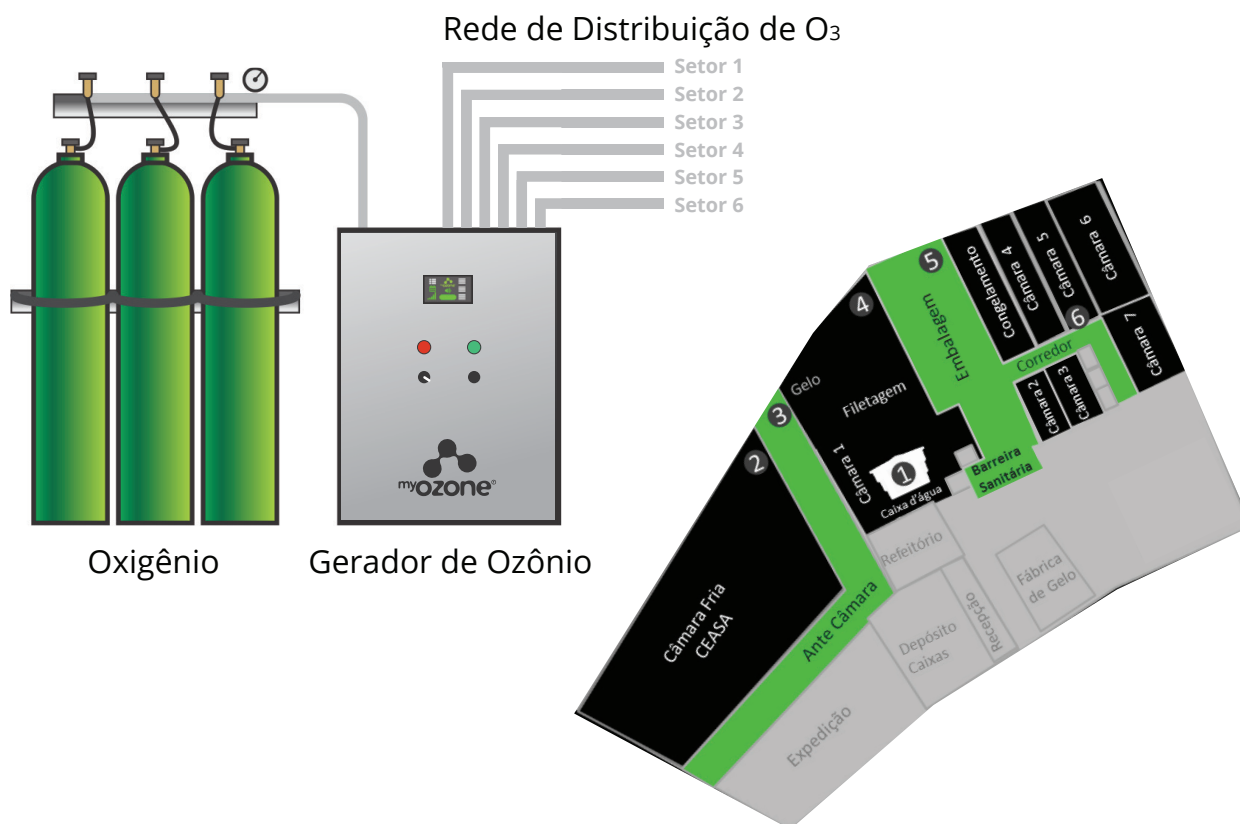 Rede de Distribuição de O₃
Setor 1
Setor 2
Setor 3
Setor 4
Setor 5
Setor 6
myOZONE®
Oxigênio
Gerador de Ozônio
5
Congelamento
Câmara 4
Câmara 5
Câmara 6
4
Embalagem
6
Corredor
Câmara 7
Gelo
Filetagem
3
Câmara 2
Câmara 3
2
Câmara 1
1
Caixa d'água
Barreira
Sanitária
Refeitório
Fábrica
de Gelo
Câmara Fria
CEASA
Ante Câmara
Depósito
Caixas
Recepção
Expedição